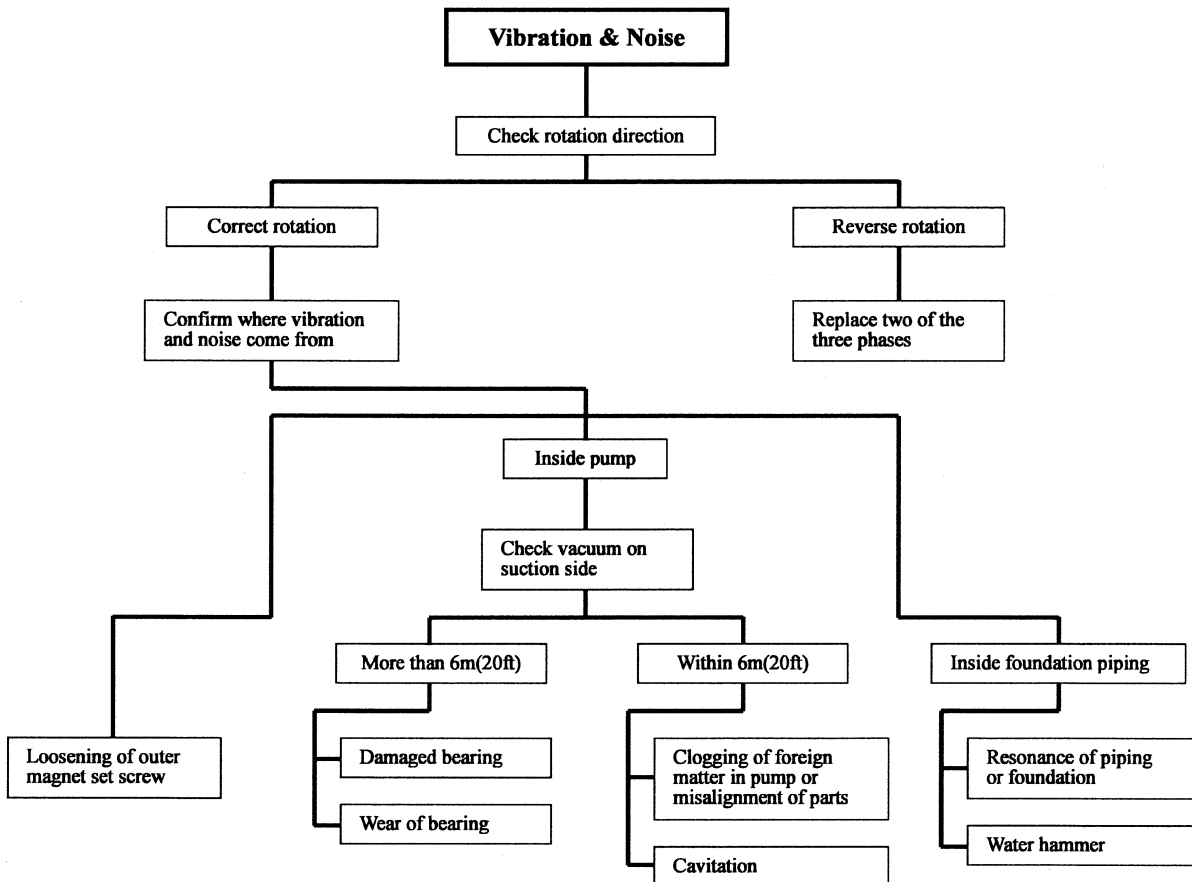 Vibration & Noise
Check rotation direction
Correct rotation
Reverse rotation
Confirm where vibration
and noise come from
Replace two of the
three phases
Inside pump
Check vacuum on
suction side
More than 6m(20ft)
Within 6m(20ft)
Inside foundation piping
Loosening of outer
magnet set screw
Damaged bearing
Wear of bearing
Clogging of foreign
matter in pump or
misalignment of parts
Cavitation
Resonance of piping
or foundation
Water hammer